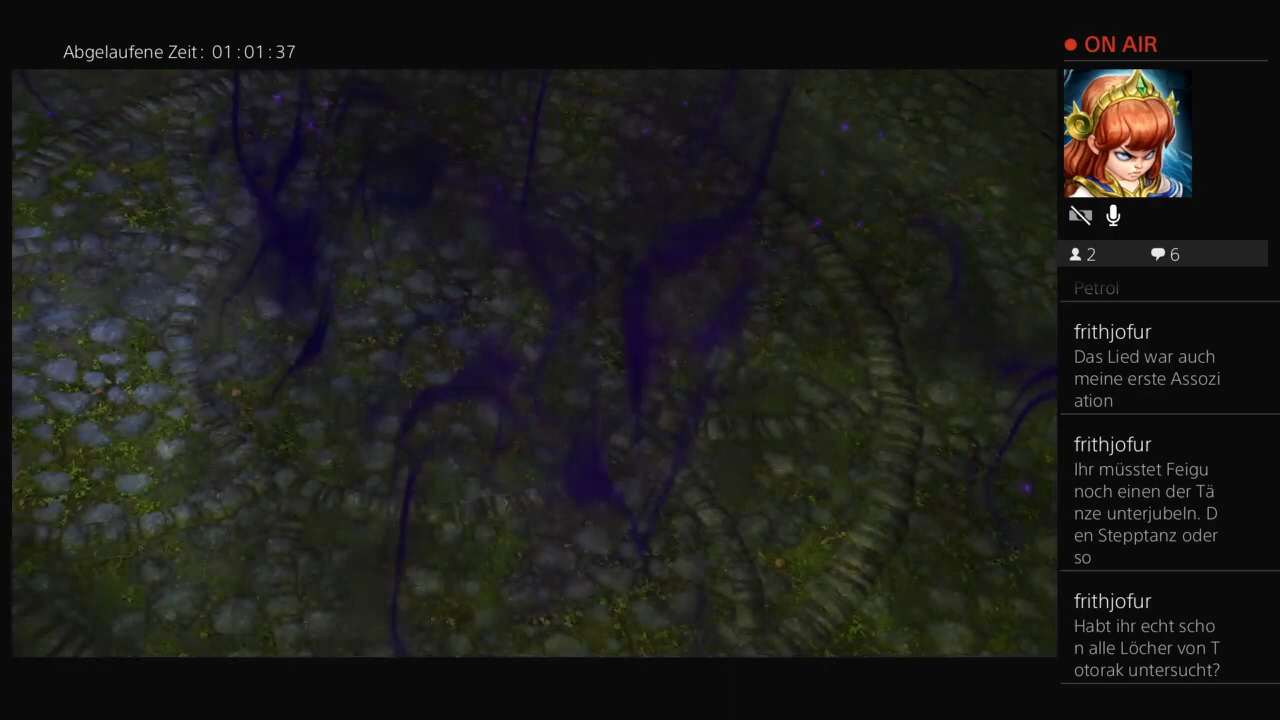 Abgelaufene Zeit: 01:01:37
ON AIR
2 6
Petrol
frithjofur
Das Lied war auch
meine erste Assozi
ation
frithjofur
Ihr müsstet Feigu
noch einen der Tä
nze unterjubeln. D
en Stepptanz oder
so
frithjofur
Habt ihr echt scho
n alle Löcher von T
otorak untersucht?